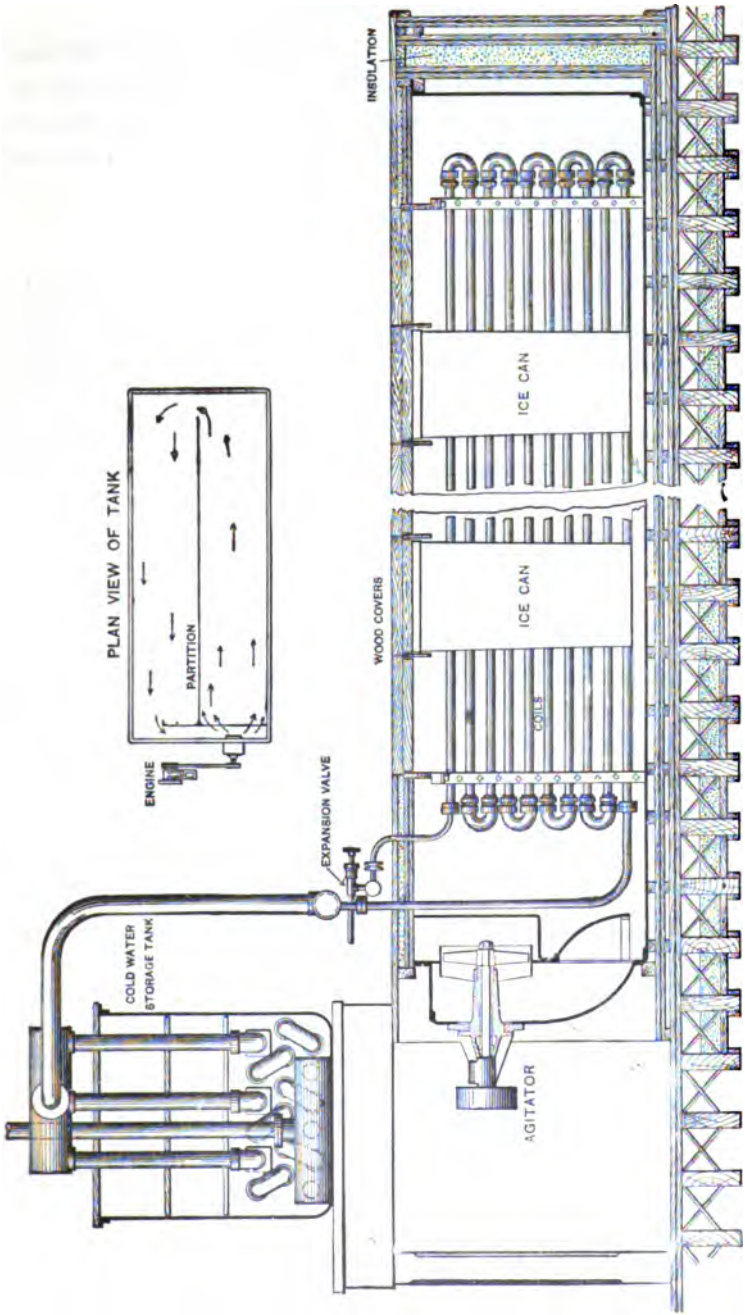 PLAN VIEW OF TANK
ENGINE
PARTITION
COLD WATER
STORAGE TANK
EXPANSION VALVE
WOOD COVERS
INSULATION
AGITATOR
COILS
ICE CAN
ICE CAN